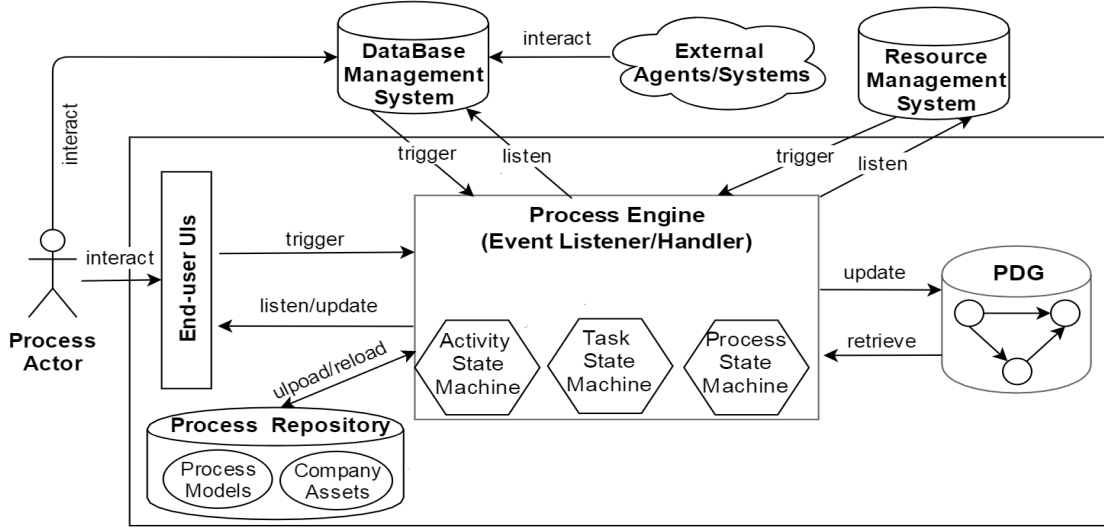 DataBase
Management
System
interact
External
Agents/Systems
Resource
Management
System
interact
trigger
listen
trigger
listen
End-user UIs
Process Engine
(Event Listener/Handler)
trigger
interact
update
PDG
listen/update
Process
Actor
Activity
State
Machine
Task
State
Machine
Process
State
Machine
retrieve
ulpoad/reload
Process Repository
Process
Models
Company
Assets